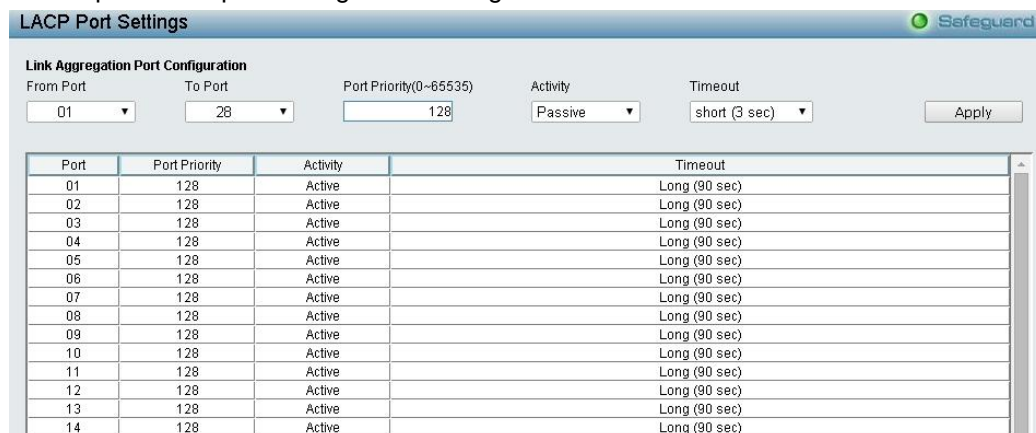 LACP Port Settings
Safeguard
Link Aggregation Port Configuration
From Port To Port Port Priority(0~65535) Activity Timeout
01 28 128 Passive short (3 sec) Apply
Port Port Priority Activity Timeout
01 128 Active Long (90 sec)
02 128 Active Long (90 sec)
03 128 Active Long (90 sec)
04 128 Active Long (90 sec)
05 128 Active Long (90 sec)
06 128 Active Long (90 sec)
07 128 Active Long (90 sec)
08 128 Active Long (90 sec)
09 128 Active Long (90 sec)
10 128 Active Long (90 sec)
11 128 Active Long (90 sec)
12 128 Active Long (90 sec)
13 128 Active Long (90 sec)
14 128 Active Long (90 sec)